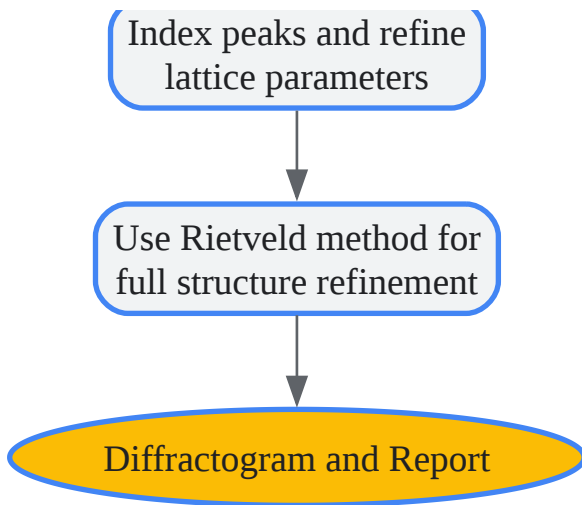 Index peaks and refine
lattice parameters
Use Rietveld method for
full structure refinement
Diffractogram and Report